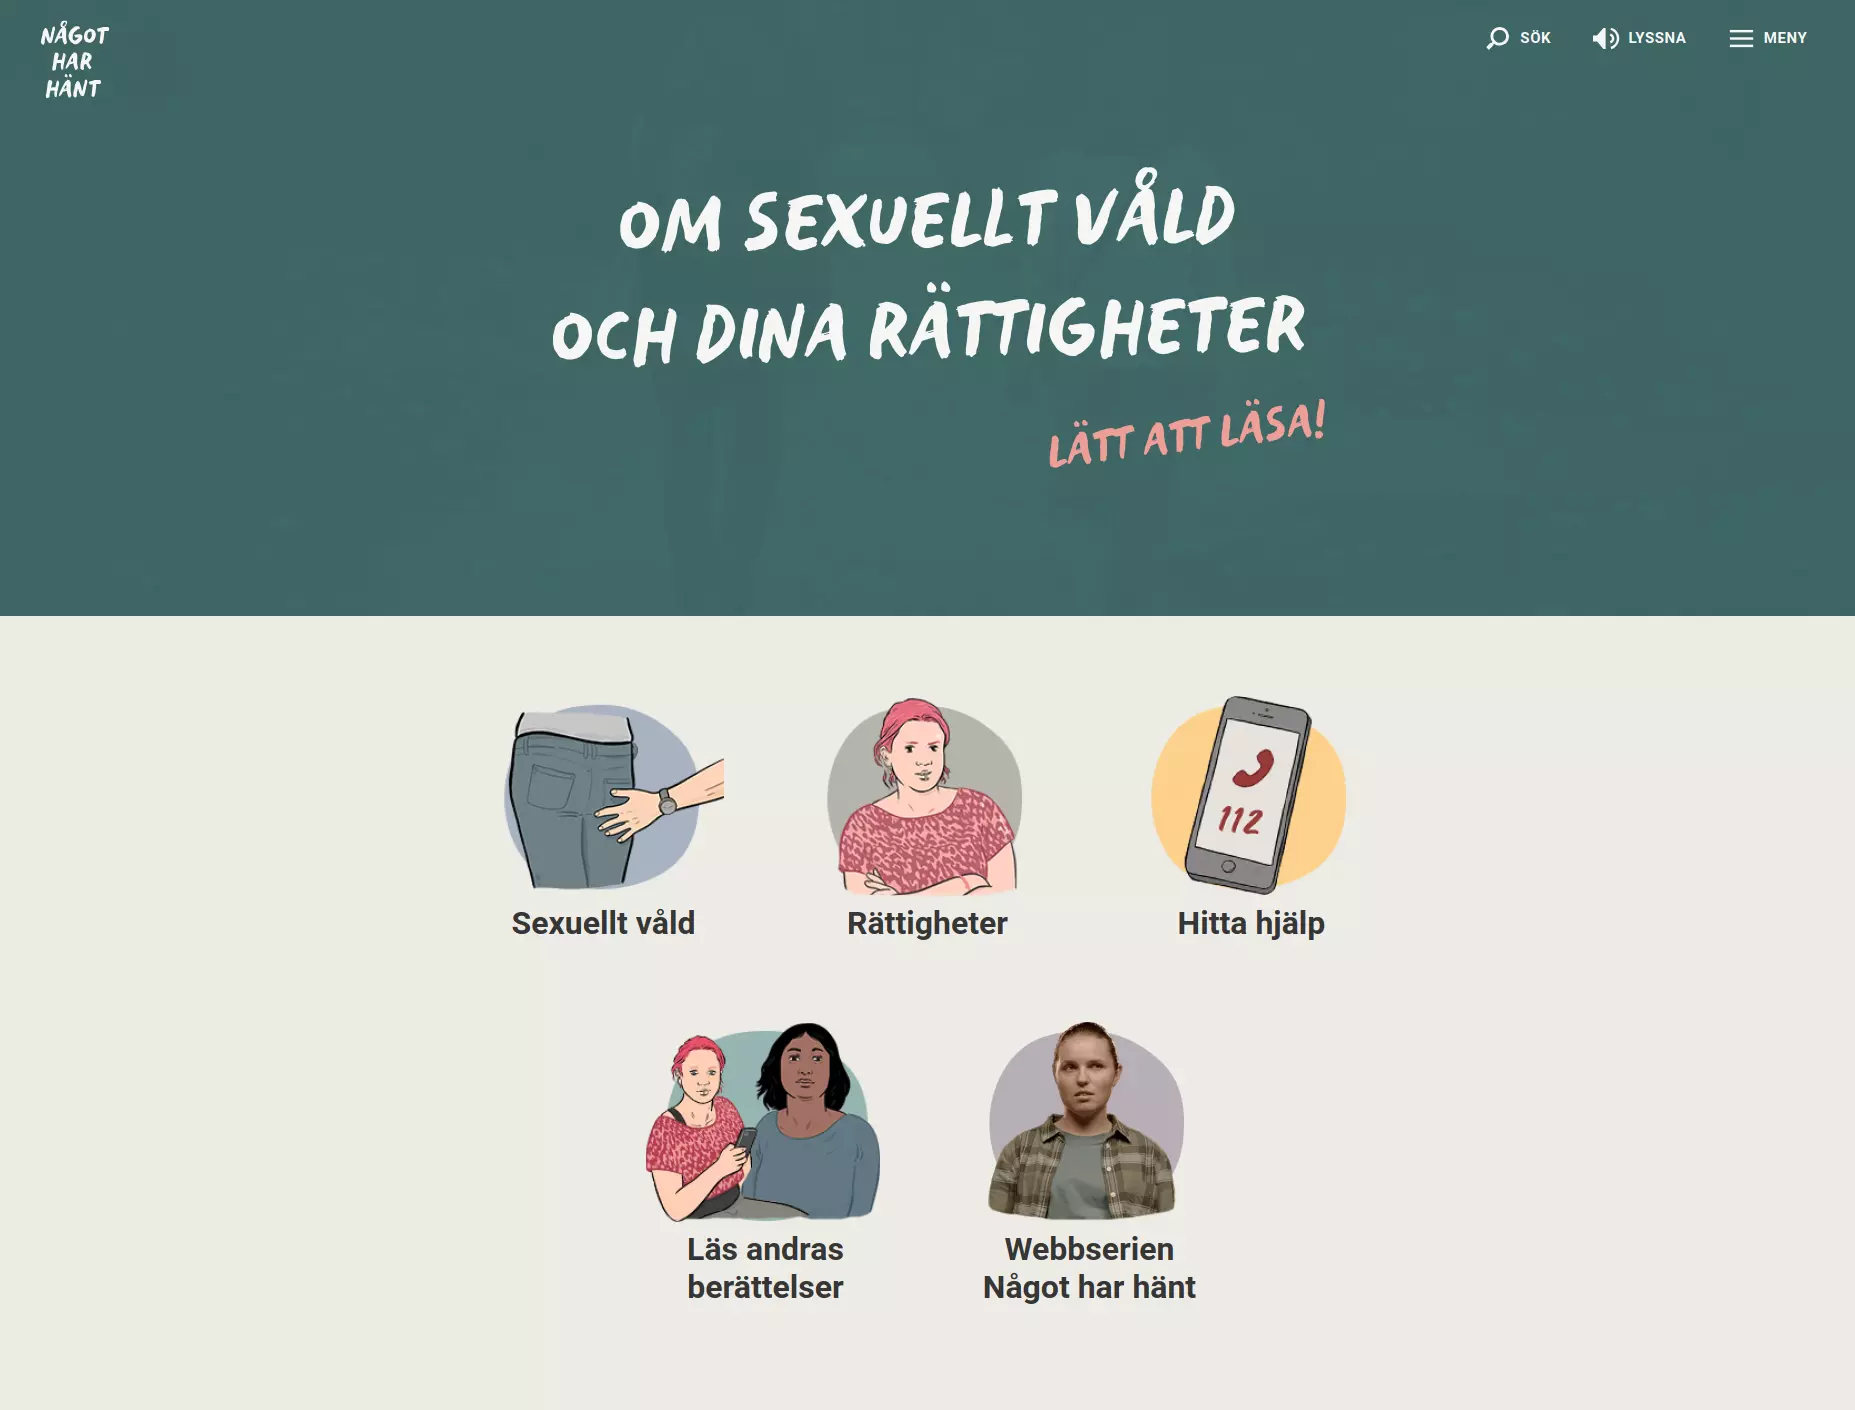 NÅGOT
HAR
HÄNT
SÖK
LYSSNA
MENY
OM SEXUELLT VÅLD
OCH DINA RÄTTIGHETER
LÄTT ATT LÄSA!
112
Sexuellt våld
Rättigheter
Hitta hjälp
Läs andras
berättelser
Webbserien
Något har hänt